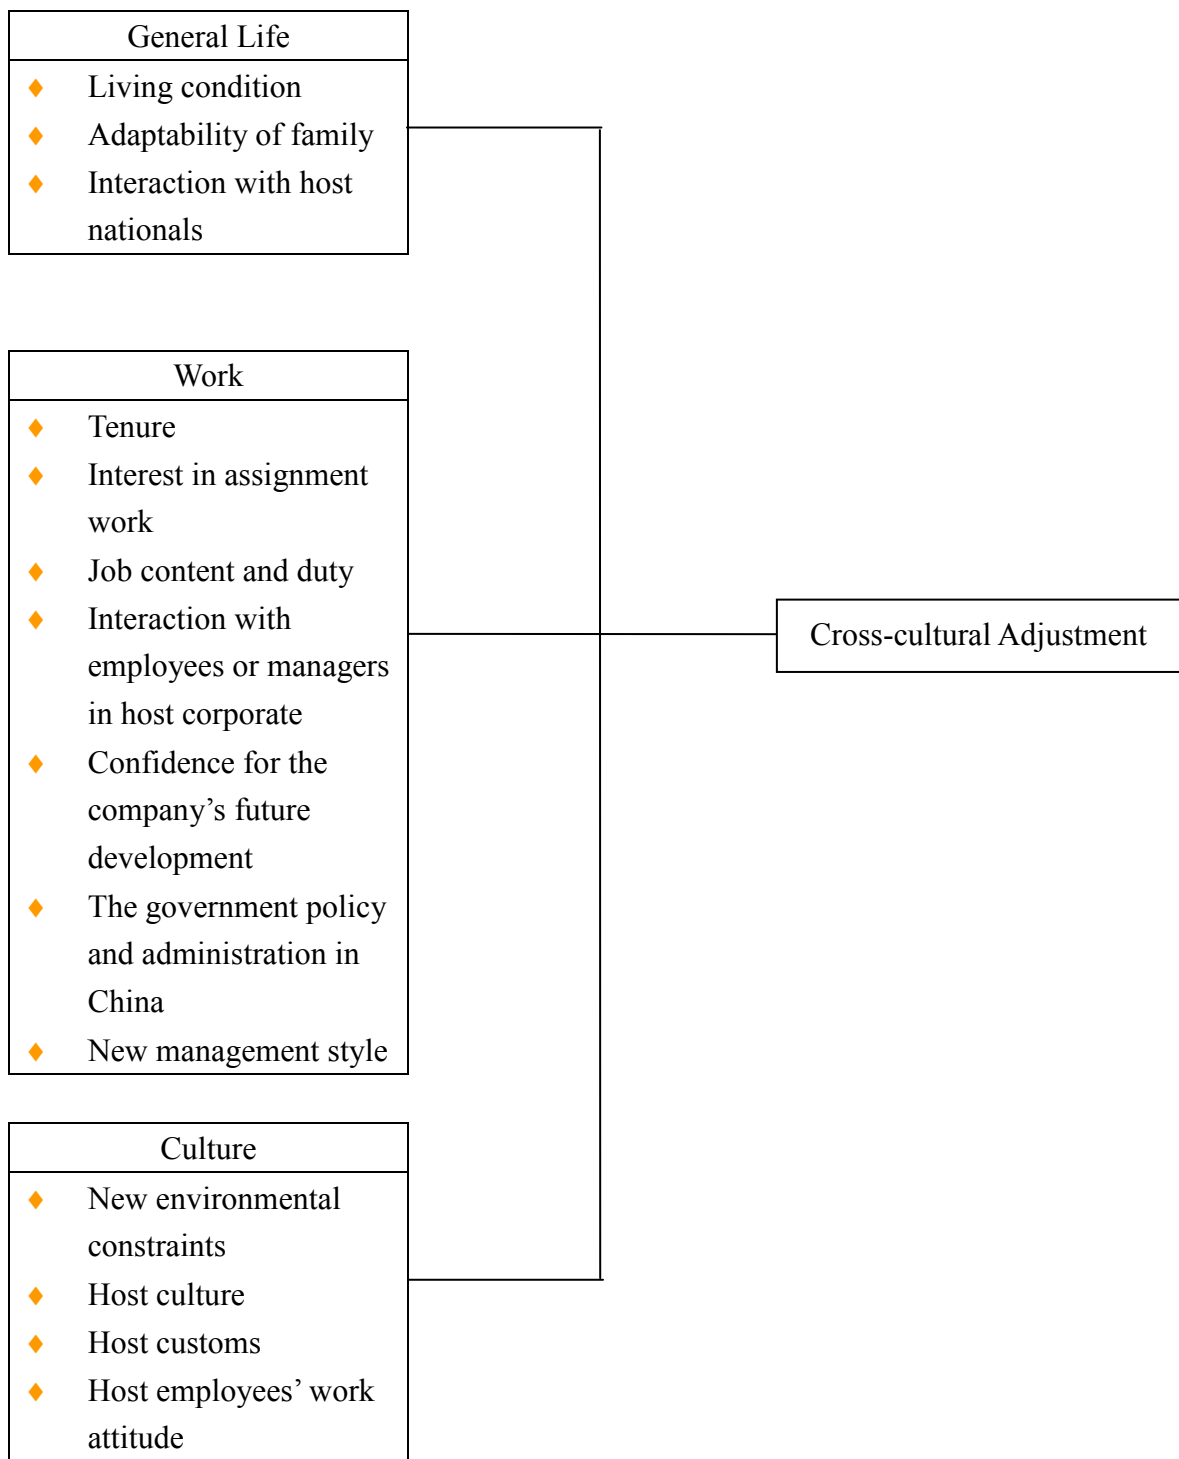 General Life
♦ Living condition
♦ Adaptability of family
♦ Interaction with host
nationals
Work
♦ Tenure
♦ Interest in assignment
work
♦ Job content and duty
♦ Interaction with
employees or managers
in host corporate
♦ Confidence for the
company’s future
development
♦ The government policy
and administration in
China
♦ New management style
Culture
♦ New environmental
constraints
♦ Host culture
♦ Host customs
♦ Host employees’ work
attitude
Cross-cultural Adjustment